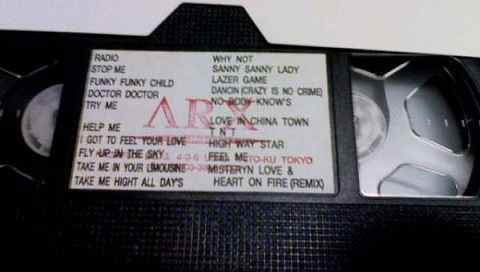 RADIO
STOP ME
FUNKY FUNKY CHILD
DOCTOR DOCTOR
TRY ME
HELP ME
I GOT TO FEEL YOUR LOVE
FLY UP IN THE SKY
TAKE ME IN YOUR LIMOUSINE
TAKE ME HIGHT ALL DAY'S
WHY NOT
SANNY SANNY LADY
LAZER GAME
DANCIN (CRAZY IS NO CRIME)
NO BODY KNOW'S
LOVE IN CHINA TOWN
T N T
HIGH WAY STAR
FEEL ME
MISTERYN LOVE &
HEART ON FIRE (REMIX)
ARX
TO-KU TOKYO